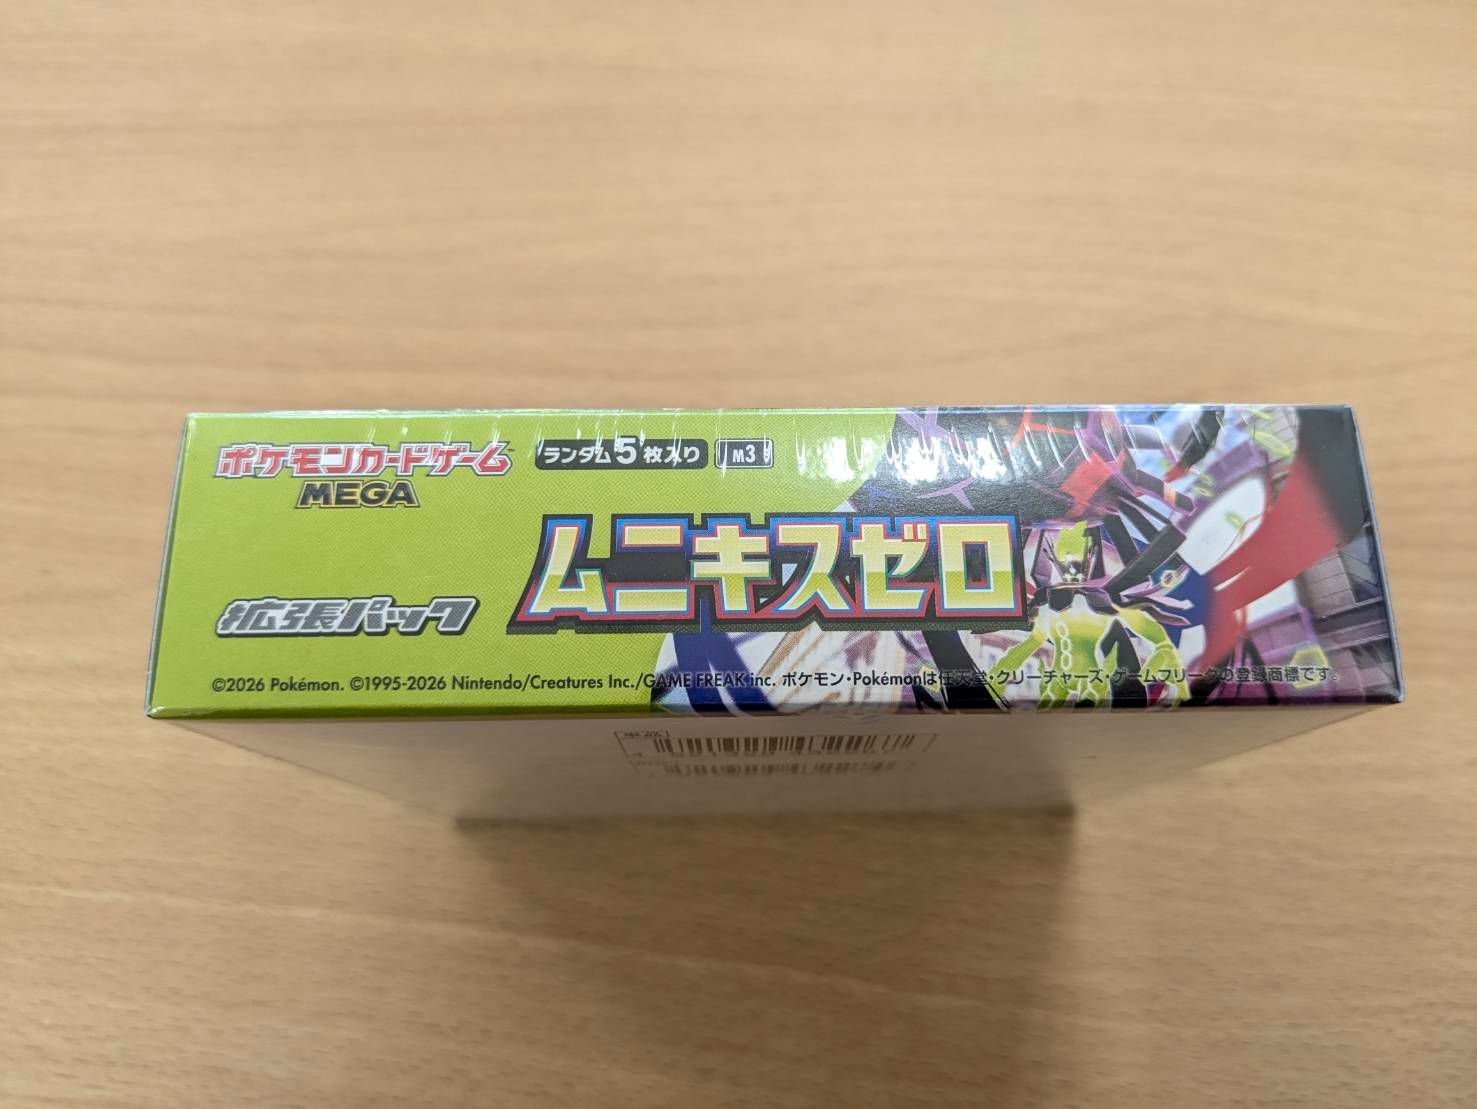 ポケモンカードゲーム™
MEGA
ランダム5枚入り
M3
ムニキスゼロ
拡張パック
©2026 Pokémon. ©1995-2026 Nintendo/Creatures Inc./GAME FREAK inc. ポケモン・Pokémonは任天堂・クリーチャーズ・ゲームフリークの登録商標です。